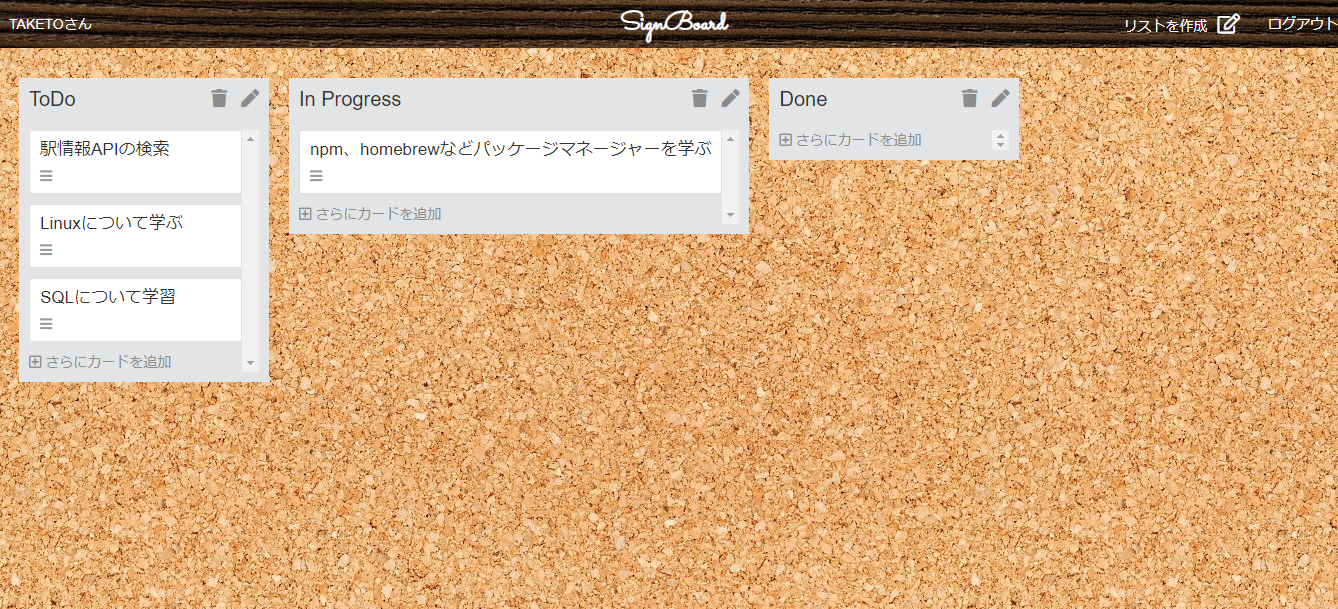 TAKETOさん
SignBoard
リストを作成
ログアウト
ToDo
駅情報APIの検索
Linuxについて学ぶ
SQLについて学習
さらにカードを追加
In Progress
npm、homebrewなどパッケージマネージャーを学ぶ
さらにカードを追加
Done
さらにカードを追加